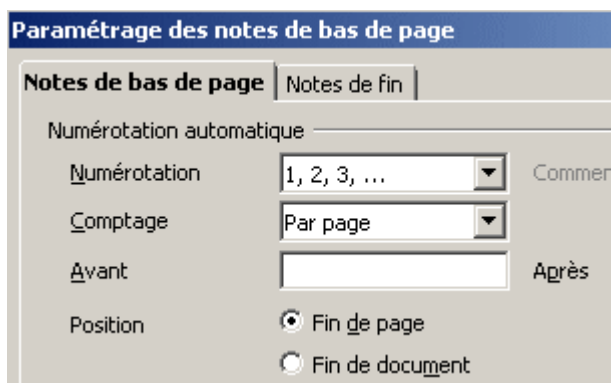 Paramétrage des notes de bas de page
Notes de bas de page Notes de fin
Numérotation automatique
Numérotation 1, 2, 3, ...
Comptage Par page
Avant Après
Position Fin de page
Fin de document